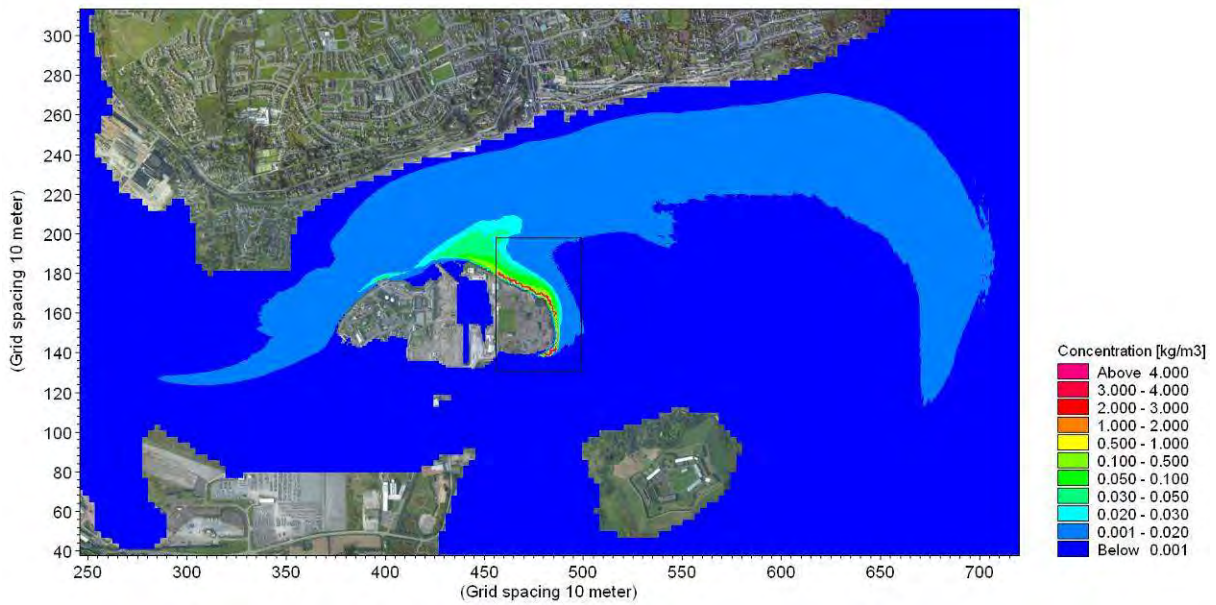 300
280
260
240
220
200
180
160
140
120
100
80
60
40
(Grid spacing 10 meter)
250 300 350 400 450 500 550 600 650 700
(Grid spacing 10 meter)
Concentration [kg/m3]
Above 4.000
3.000 - 4.000
2.000 - 3.000
1.000 - 2.000
0.500 - 1.000
0.100 - 0.500
0.050 - 0.100
0.030 - 0.050
0.020 - 0.030
0.001 - 0.020
Below 0.001